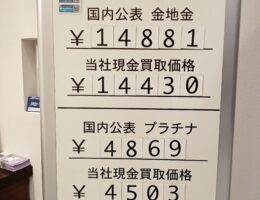 国内公表 金地金
¥14881
当社現金買取価格
¥14430
国内公表 プラチナ
¥4869
当社現金買取価格
¥4503